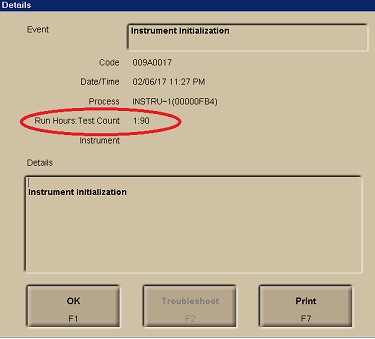 Details
Event
Instrument Initialization
Code 009A0017
Date/Time 02/06/17 11:27 PM
Process INSTRU~1(00000FB4)
Run Hours:Test Count 1:90
Instrument
Details
Instrument Initialization
OK Troubleshoot Print
F1 F2 F7